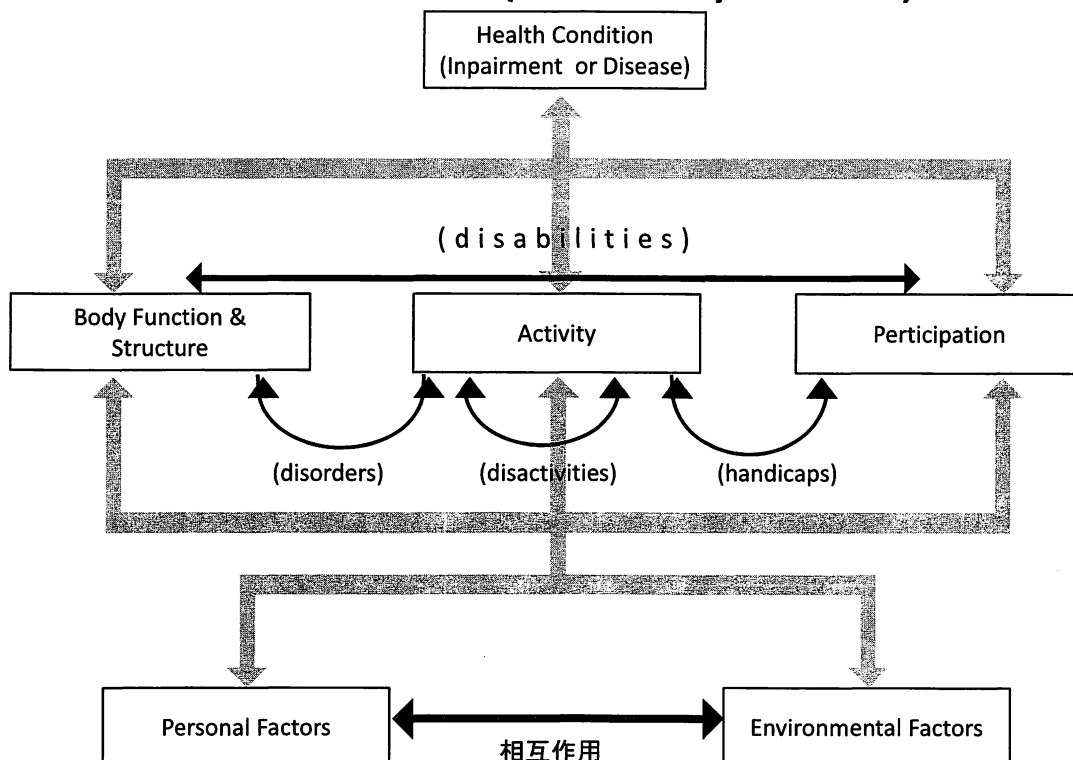 Health Condition
(Inpairment or Disease)
(disabilities)
Body Function &
Structure
Activity
Perticipation
(disorders)
(disactivities)
(handicaps)
Personal Factors
Environmental Factors
相互作用